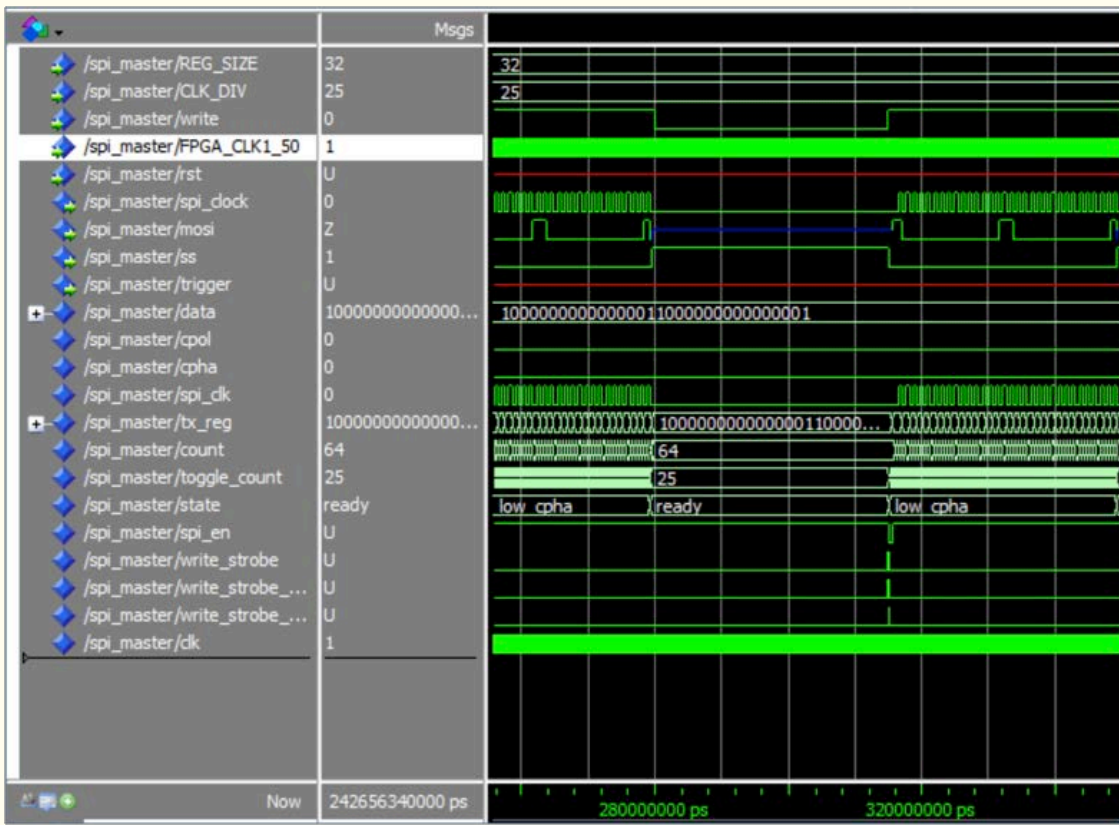 Msgs
/spi_master/REG_SIZE 32 32
/spi_master/CLK_DIV 25 25
/spi_master/write 0
/spi_master/FPGA_CLK1_50 1
/spi_master/rst U
/spi_master/spi_clock 0
/spi_master/mosi Z
/spi_master/ss 1
/spi_master/trigger U
/spi_master/data 10000000000000... 10000000000000011000000000000001
/spi_master/cpol 0
/spi_master/cpha 0
/spi_master/spi_clk 0
/spi_master/tx_reg 10000000000000... 100000000000000110000...
/spi_master/count 64 64
/spi_master/toggle_count 25 25
/spi_master/state ready low_cpha ready low_cpha
/spi_master/spi_en U
/spi_master/write_strobe U
/spi_master/write_strobe_... U
/spi_master/write_strobe_... U
/spi_master/clk 1
Now 242656340000 ps 280000000 ps 320000000 ps